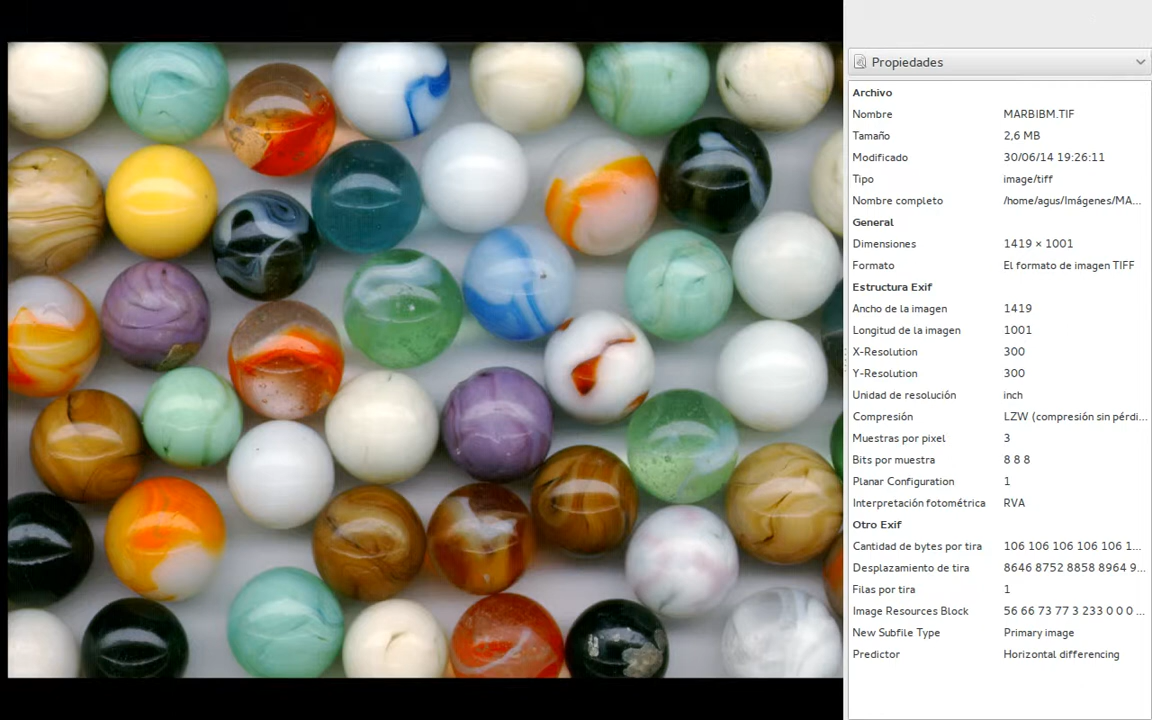 Propiedades
Archivo
Nombre MARBIBM.TIF
Tamaño 2,6 MB
Modificado 30/06/14 19:26:11
Tipo image/tiff
Nombre completo /home/agus/Imágenes/MA...
General
Dimensiones 1419 × 1001
Formato El formato de imagen TIFF
Estructura Exif
Ancho de la imagen 1419
Longitud de la imagen 1001
X-Resolution 300
Y-Resolution 300
Unidad de resolución inch
Compresión LZW (compresión sin pérdi...
Muestras por pixel 3
Bits por muestra 8 8 8
Planar Configuration 1
Interpretación fotométrica RVA
Otro Exif
Cantidad de bytes por tira 106 106 106 106 106 1...
Desplazamiento de tira 8646 8752 8858 8964 9...
Filas por tira 1
Image Resources Block 56 66 73 77 3 233 0 0 0 ...
New Subfile Type Primary image
Predictor Horizontal differencing